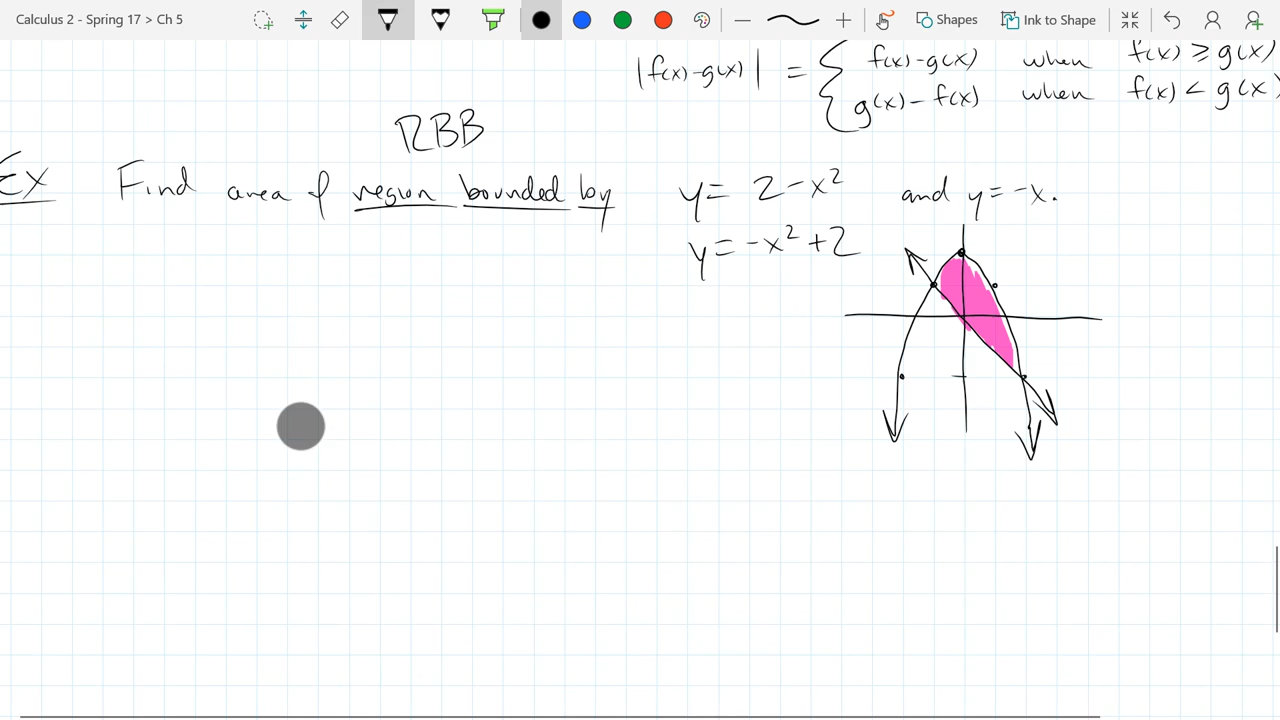 Calculus 2 - Spring 17 > Ch 5
Shapes
Ink to Shape
|f(x)-g(x)| = { f(x)-g(x) when f(x) ≥ g(x)
g(x)-f(x) when f(x) < g(x)
RBB
EX Find area of region bounded by y = 2-x² and y = -x.
y = -x²+2